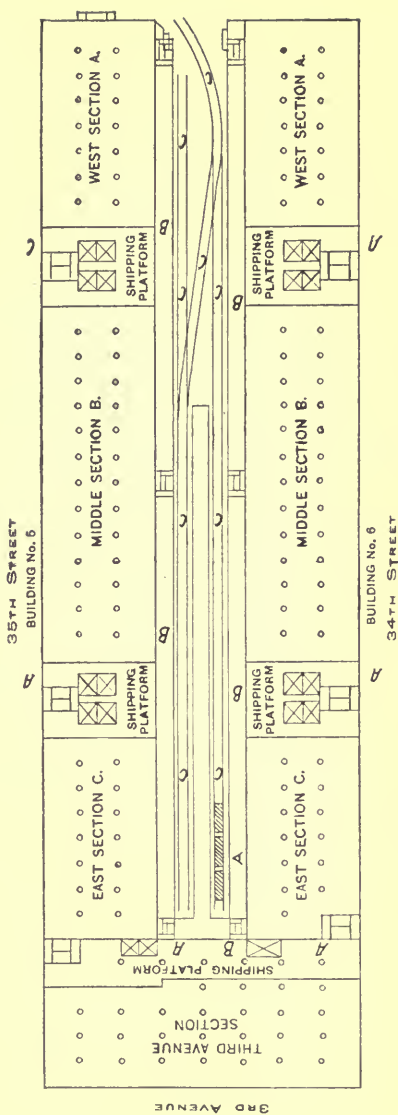 35TH STREET
BUILDING No. 6
WEST SECTION A.
C
SHIPPING
PLATFORM
MIDDLE SECTION B.
A
SHIPPING
PLATFORM
EAST SECTION C.
B
B
C
C
C
C
C
C
C
C
C
C
B
B
A
WEST SECTION A.
A
SHIPPING
PLATFORM
MIDDLE SECTION B.
A
SHIPPING
PLATFORM
EAST SECTION C.
BUILDING No. 6
34TH STREET
A
B
A
SHIPPING PLATFORM
THIRD AVENUE
SECTION
3RD AVENUE